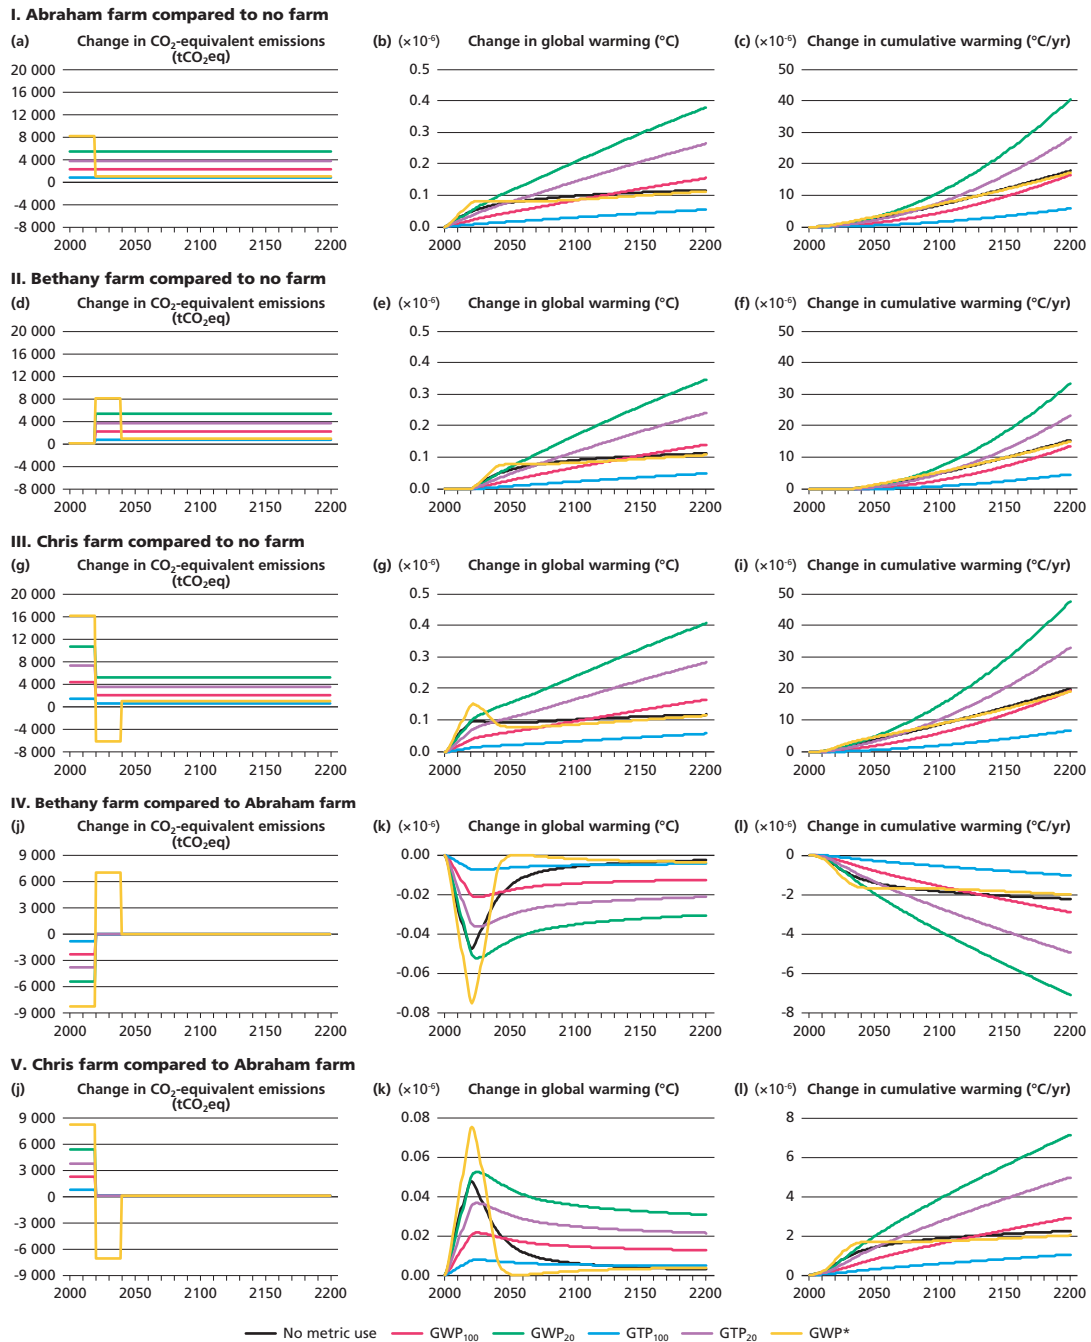 I. Abraham farm compared to no farm
(a) Change in CO₂-equivalent emissions (tCO₂eq)
20 000
16 000
12 000
8 000
4 000
0
-4 000
-8 000
2000 2050 2100 2150 2200
(b) (×10⁻⁶) Change in global warming (°C)
0.5
0.4
0.3
0.2
0.1
0.0
2000 2050 2100 2150 2200
(c) (×10⁻⁶) Change in cumulative warming (°C/yr)
50
40
30
20
10
0
2000 2050 2100 2150 2200
II. Bethany farm compared to no farm
(d) Change in CO₂-equivalent emissions (tCO₂eq)
20 000
16 000
12 000
8 000
4 000
0
-4 000
-8 000
2000 2050 2100 2150 2200
(e) (×10⁻⁶) Change in global warming (°C)
0.5
0.4
0.3
0.2
0.1
0.0
2000 2050 2100 2150 2200
(f) (×10⁻⁶) Change in cumulative warming (°C/yr)
50
40
30
20
10
0
2000 2050 2100 2150 2200
III. Chris farm compared to no farm
(g) Change in CO₂-equivalent emissions (tCO₂eq)
20 000
16 000
12 000
8 000
4 000
0
-4 000
-8 000
2000 2050 2100 2150 2200
(g) (×10⁻⁶) Change in global warming (°C)
0.5
0.4
0.3
0.2
0.1
0.0
2000 2050 2100 2150 2200
(i) (×10⁻⁶) Change in cumulative warming (°C/yr)
50
40
30
20
10
0
2000 2050 2100 2150 2200
IV. Bethany farm compared to Abraham farm
(j) Change in CO₂-equivalent emissions (tCO₂eq)
9 000
6 000
3 000
0
-3 000
-6 000
-9 000
2000 2050 2100 2150 2200
(k) (×10⁻⁶) Change in global warming (°C)
0.00
-0.02
-0.04
-0.06
-0.08
2000 2050 2100 2150 2200
(l) (×10⁻⁶) Change in cumulative warming (°C/yr)
0
-2
-4
-6
-8
2000 2050 2100 2150 2200
V. Chris farm compared to Abraham farm
(j) Change in CO₂-equivalent emissions (tCO₂eq)
9 000
6 000
3 000
0
-3 000
-6 000
-9 000
2000 2050 2100 2150 2200
(k) (×10⁻⁶) Change in global warming (°C)
0.08
0.06
0.04
0.02
0.00
2000 2050 2100 2150 2200
(l) (×10⁻⁶) Change in cumulative warming (°C/yr)
8
6
4
2
0
2000 2050 2100 2150 2200
No metric use GWP₁₀₀ GWP₂₀ GTP₁₀₀ GTP₂₀ GWP*